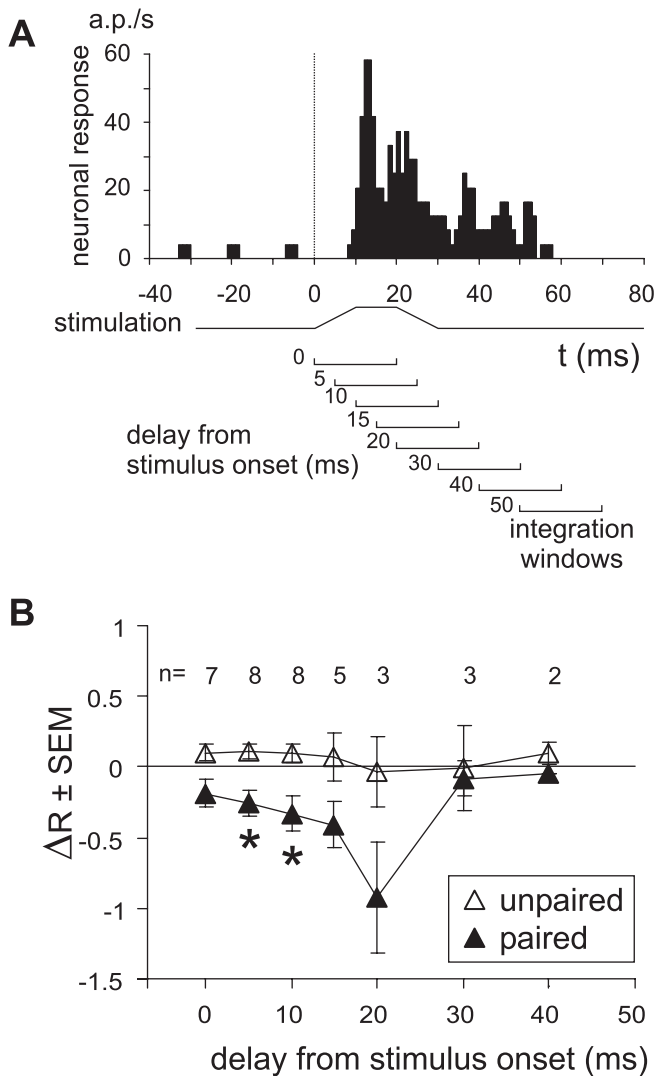 A
a.p./s
neuronal response
60
40
20
0
-40 -20 0 20 40 60 80
stimulation
t (ms)
0
5
10
15
20
30
40
50
delay from
stimulus onset (ms)
integration
windows
B
1
0.5
0
-0.5
-1
-1.5
ΔR ± SEM
n= 7 8 8 5 3 3 2
* *
unpaired
paired
0 10 20 30 40 50
delay from stimulus onset (ms)